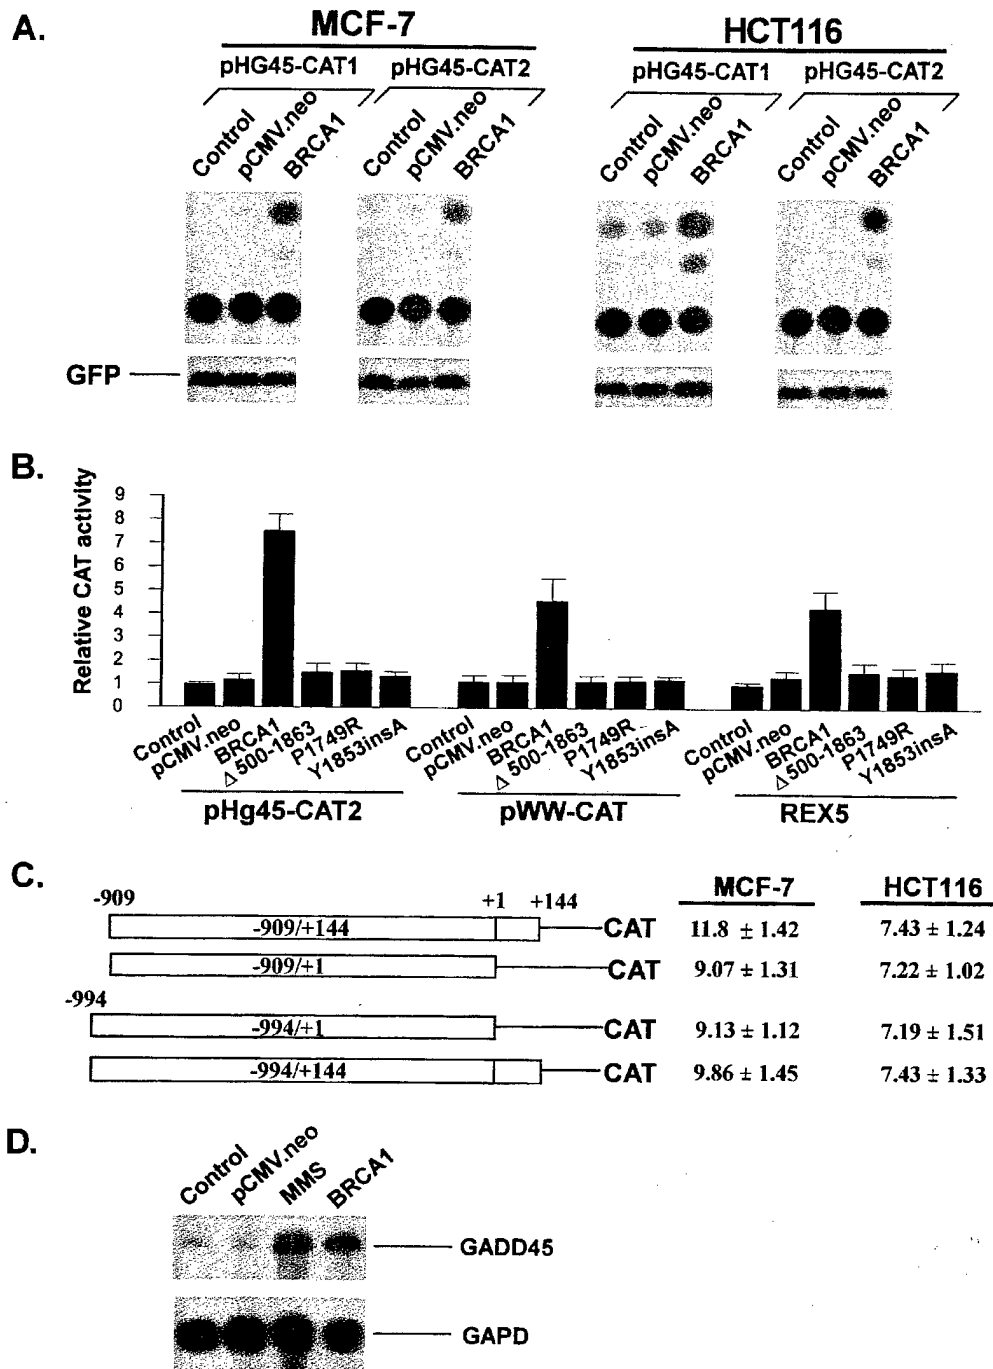 A.
MCF-7
HCT116
pHG45-CAT1
pHG45-CAT2
pHG45-CAT1
pHG45-CAT2
Control
pCMV.neo
BRCA1
Control
pCMV.neo
BRCA1
Control
pCMV.neo
BRCA1
Control
pCMV.neo
BRCA1
GFP
B.
Relative CAT activity
9
8
7
6
5
4
3
2
1
0
Control
pCMV.neo
BRCA1
Δ500-1863
P1749R
Y1853insA
Control
pCMV.neo
BRCA1
Δ500-1863
P1749R
Y1853insA
Control
pCMV.neo
BRCA1
Δ500-1863
P1749R
Y1853insA
pHg45-CAT2
pWW-CAT
REX5
C.
MCF-7
HCT116
-909
+1
+144
-909/+144
CAT
11.8 ± 1.42
7.43 ± 1.24
-909/+1
CAT
9.07 ± 1.31
7.22 ± 1.02
-994
-994/+1
CAT
9.13 ± 1.12
7.19 ± 1.51
-994/+144
CAT
9.86 ± 1.45
7.43 ± 1.33
D.
Control
pCMV.neo
MMS
BRCA1
GADD45
GAPD